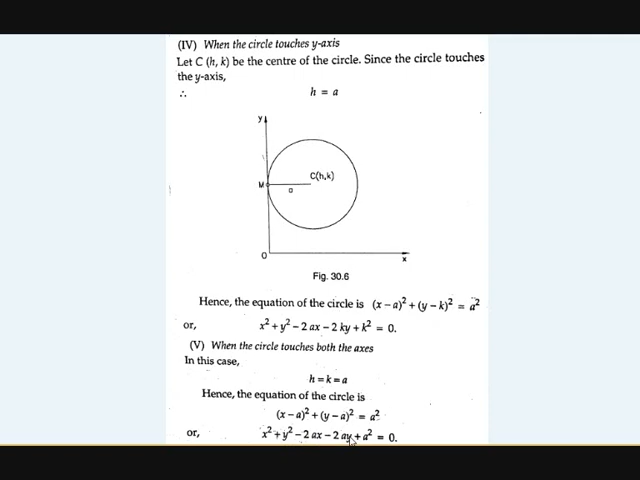 (IV) When the circle touches y-axis
Let C (h, k) be the centre of the circle. Since the circle touches
the y-axis,
∴ h = a
y
C(h,k)
M
a
O
x
Fig. 30.6
Hence, the equation of the circle is (x – a)² + (y – k)² = a²
or, x² + y² – 2 ax – 2 ky + k² = 0.
(V) When the circle touches both the axes
In this case,
h = k = a
Hence, the equation of the circle is
(x – a)² + (y – a)² = a²
or, x² + y² – 2 ax – 2 ay + a² = 0.